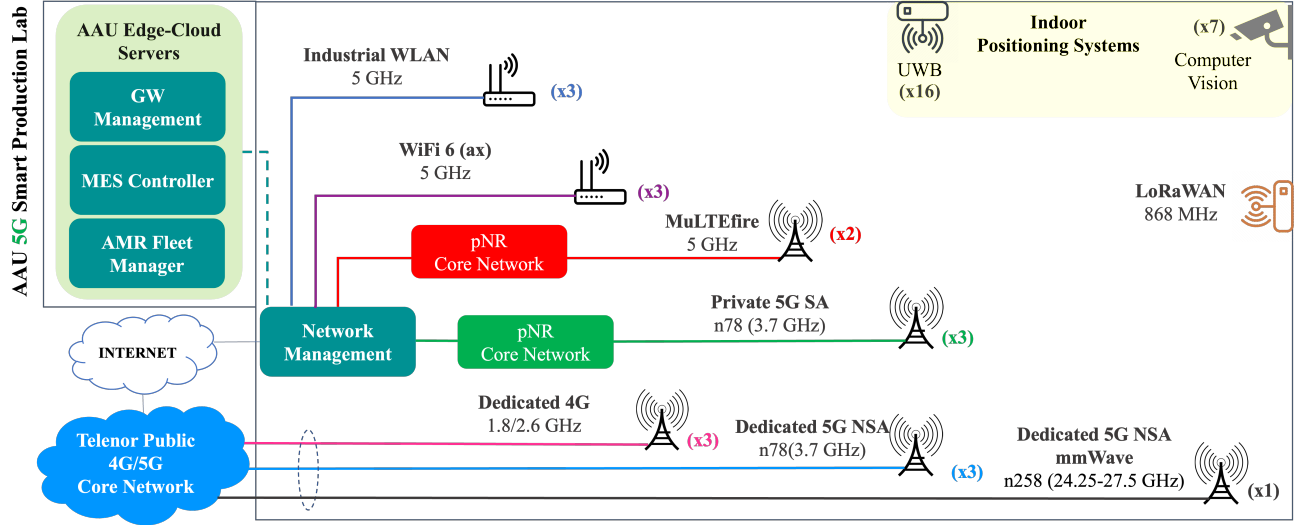 AAU 5G Smart Production Lab
AAU Edge-Cloud
Servers
GW
Management
MES Controller
AMR Fleet
Manager
Industrial WLAN
5 GHz
(x3)
UWB
(x16)
Indoor
Positioning Systems
(x7)
Computer
Vision
WiFi 6 (ax)
5 GHz
(x3)
LoRaWAN
868 MHz
MuLTEfire
5 GHz
(x2)
pNR
Core Network
Private 5G SA
n78 (3.7 GHz)
(x3)
Network
Management
pNR
Core Network
INTERNET
Telenor Public
4G/5G
Core Network
Dedicated 4G
1.8/2.6 GHz
(x3)
Dedicated 5G NSA
n78(3.7 GHz)
(x3)
Dedicated 5G NSA
mmWave
n258 (24.25-27.5 GHz)
(x1)